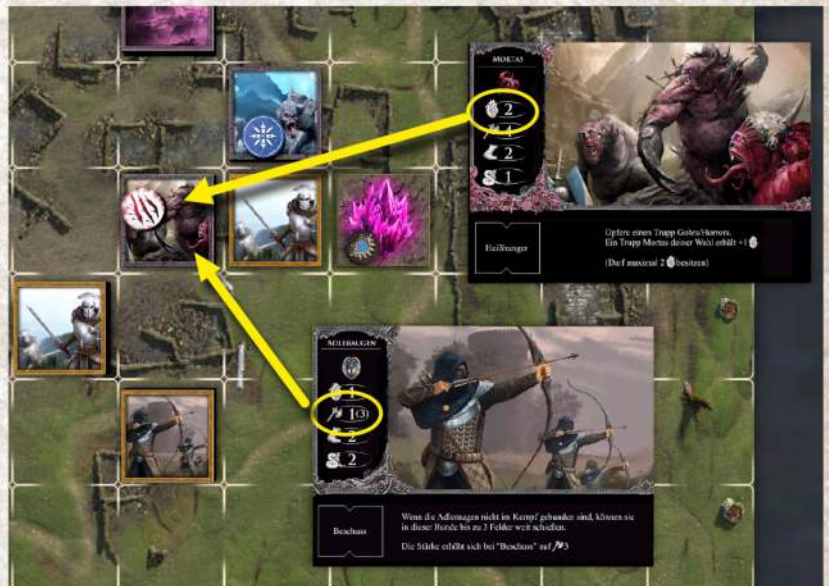 MORTAS
2
4
2
1
Heißhunger
Opfere einen Trupp Golrs/Horrors.
Ein Trupp Mortas deiner Wahl erhält +1
(Darf maximal 2 besitzen)
ADLERAUGEN
1
1(3)
2
2
Beschuss
Wenn die Adleraugen nicht im Kampf gebunden sind, können sie
in dieser Runde bis zu 3 Felder weit schießen.
Die Stärke erhöht sich bei "Beschuss" auf 3